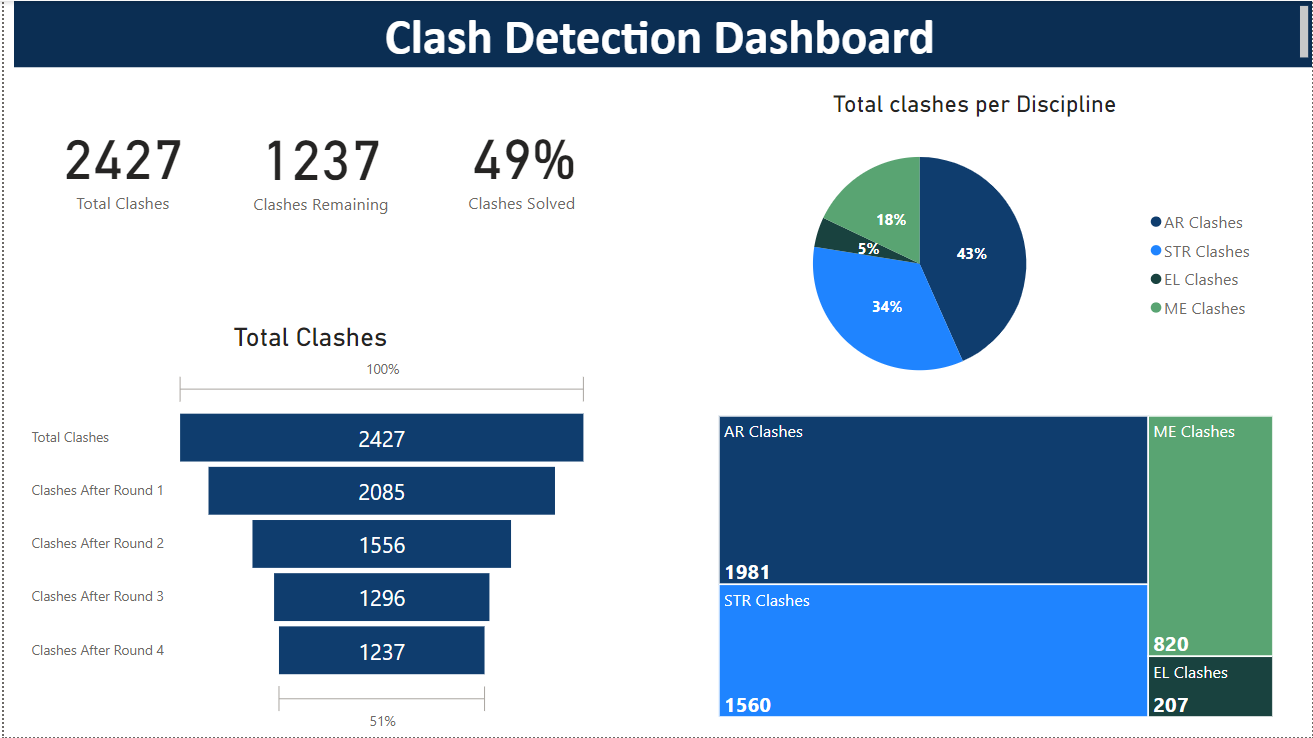 Clash Detection Dashboard
2427
Total Clashes
1237
Clashes Remaining
49%
Clashes Solved
Total clashes per Discipline
18%
5%
43%
34%
AR Clashes
STR Clashes
EL Clashes
ME Clashes
Total Clashes
100%
Total Clashes
2427
Clashes After Round 1
2085
Clashes After Round 2
1556
Clashes After Round 3
1296
Clashes After Round 4
1237
51%
AR Clashes
1981
STR Clashes
1560
ME Clashes
820
EL Clashes
207